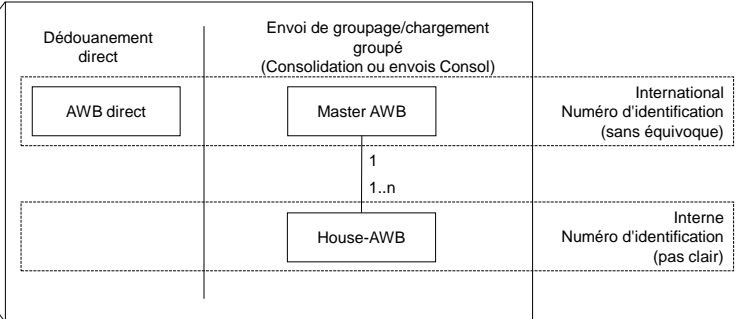 Dédouanement
direct
Envoi de groupage/chargement
groupé
(Consolidation ou envois Consol)
AWB direct
Master AWB
International
Numéro d'identification
(sans équivoque)
1
1..n
House-AWB
Interne
Numéro d'identification
(pas clair)